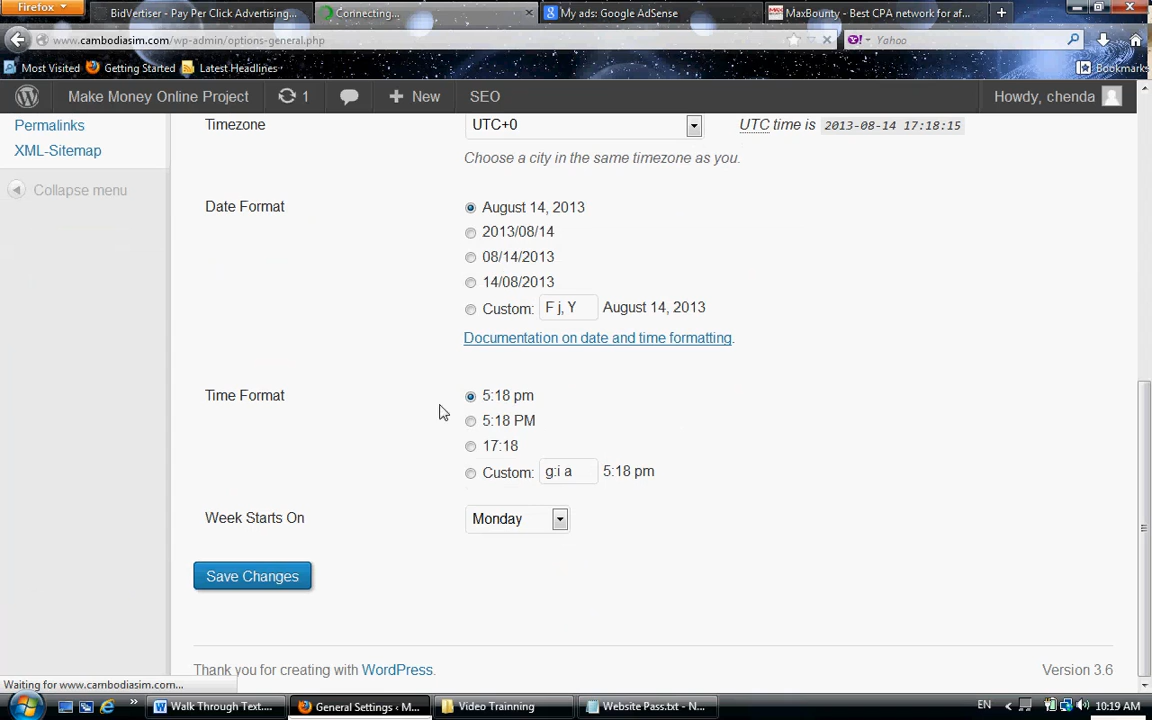 Firefox
BidVertiser - Pay Per Click Advertising...
Connecting...
My ads: Google AdSense
MaxBounty - Best CPA network for af...
www.cambodiasim.com/wp-admin/options-general.php
Yahoo
Most Visited
Getting Started
Latest Headlines
Bookmarks
Make Money Online Project
1
New
SEO
Howdy, chenda
Permalinks
XML-Sitemap
Collapse menu
Timezone
UTC+0
UTC time is 2013-08-14 17:18:15
Choose a city in the same timezone as you.
Date Format
August 14, 2013
2013/08/14
08/14/2013
14/08/2013
Custom: F j, Y August 14, 2013
Documentation on date and time formatting.
Time Format
5:18 pm
5:18 PM
17:18
Custom: g:i a 5:18 pm
Week Starts On
Monday
Save Changes
Thank you for creating with WordPress.
Version 3.6
Waiting for www.cambodiasim.com...
Walk Through Text....
General Settings ‹ M...
Video Trainning
Website Pass.txt - N...
EN
10:19 AM